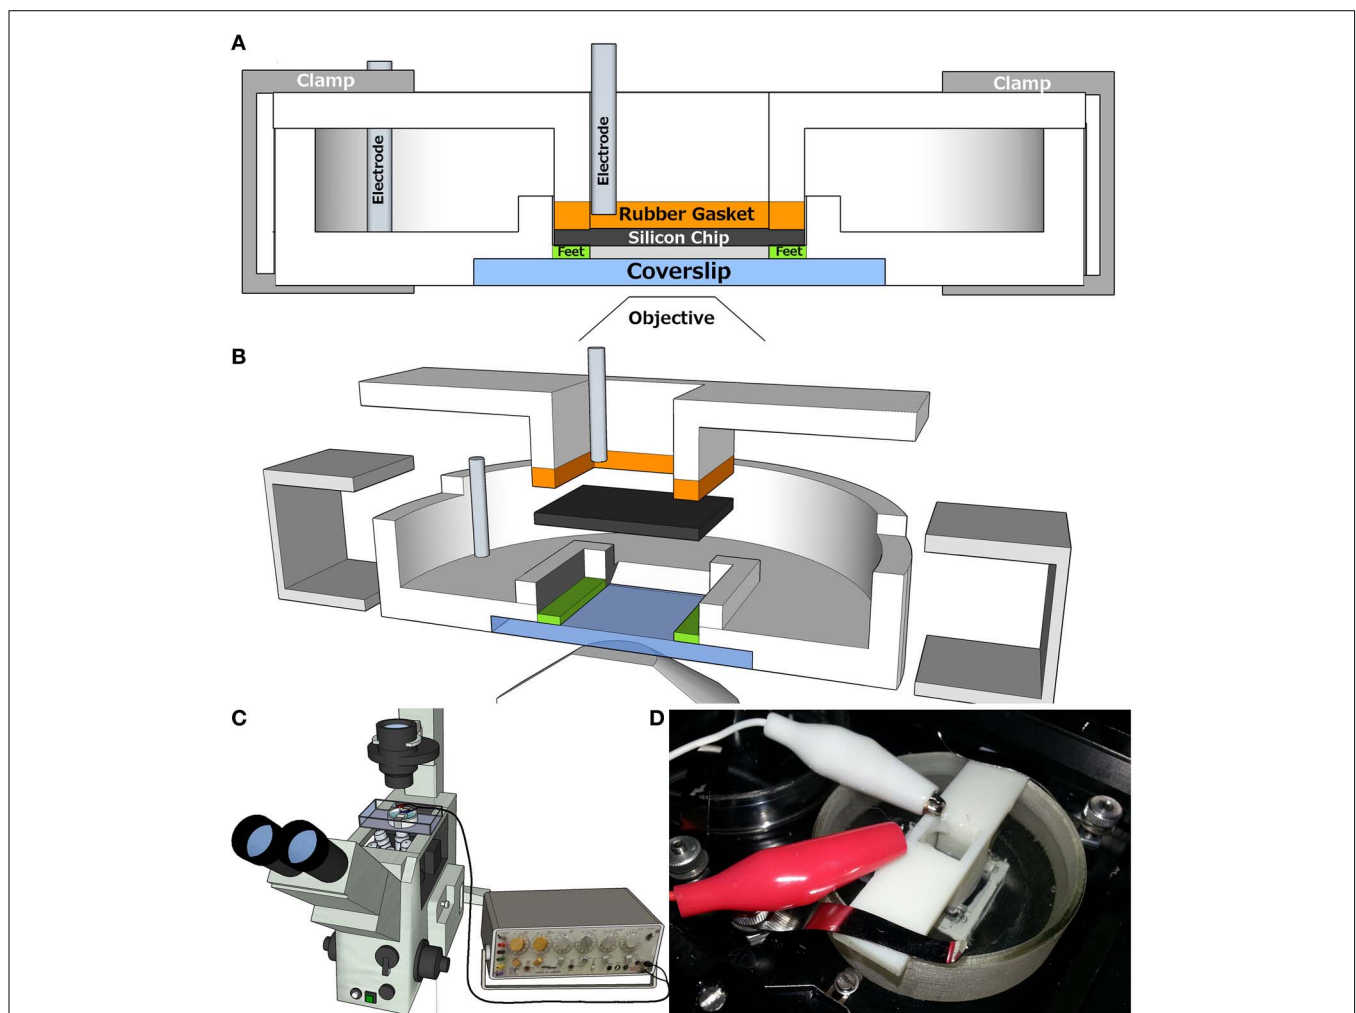 A
Clamp
Clamp
Electrode
Electrode
Rubber Gasket
Silicon Chip
Feet
Feet
Coverslip
Objective
B
C
D